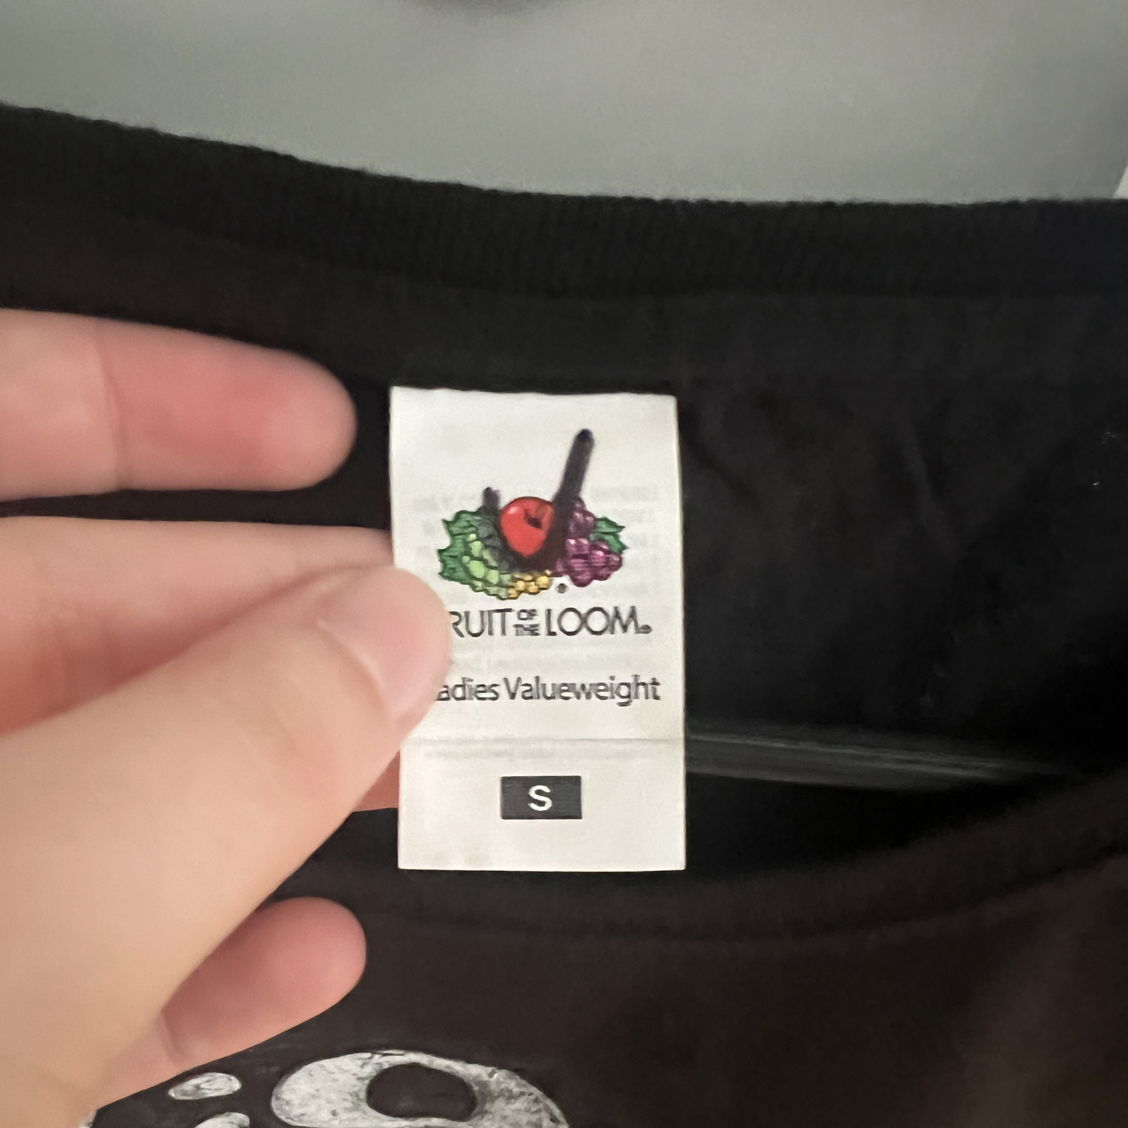 RUIT OF THE LOOM®
adies Valueweight
S